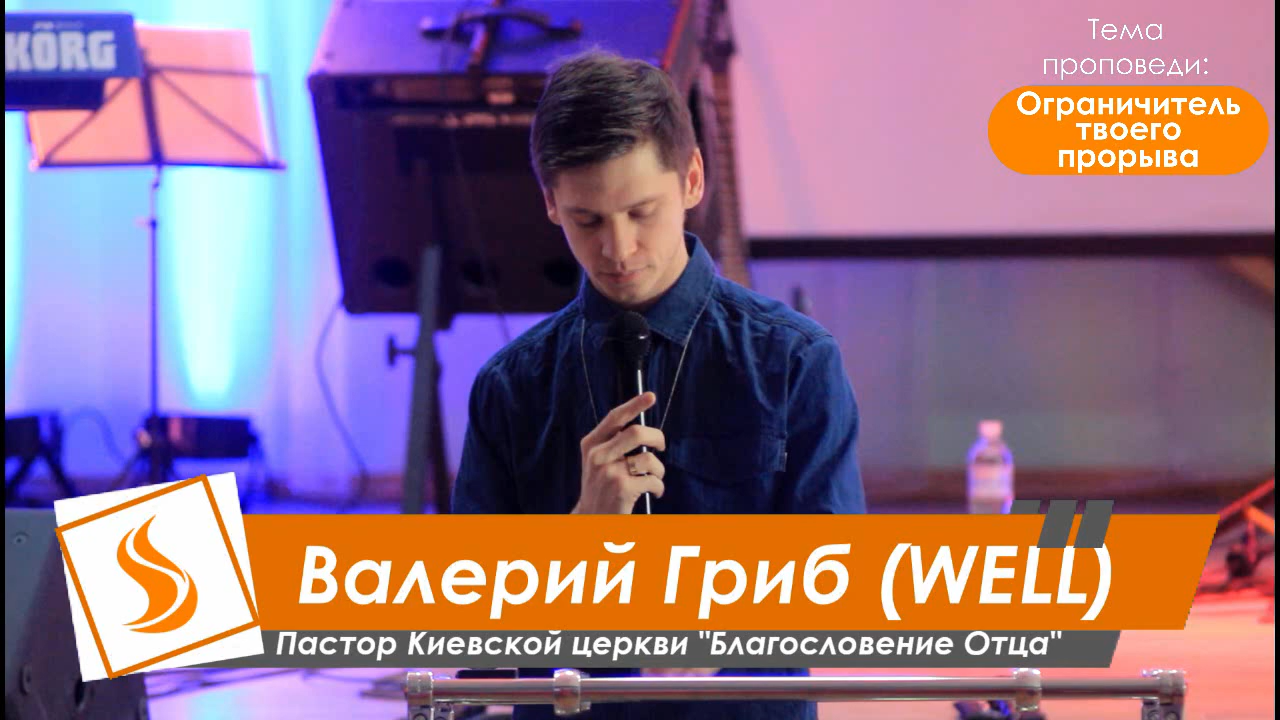 KORG
Тема
проповеди:
Ограничитель
твоего
прорыва
Валерий Гриб (WELL)
Пастор Киевской церкви "Благословение Отца"